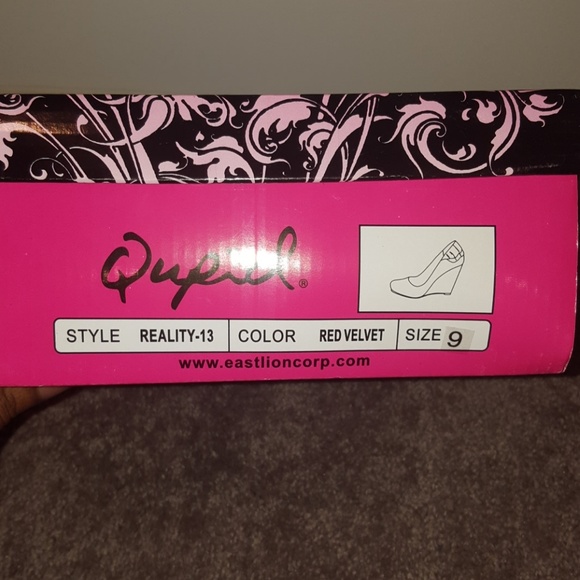 Qupid®
STYLE REALITY-13 COLOR RED VELVET SIZE 9
www.eastlioncorp.com